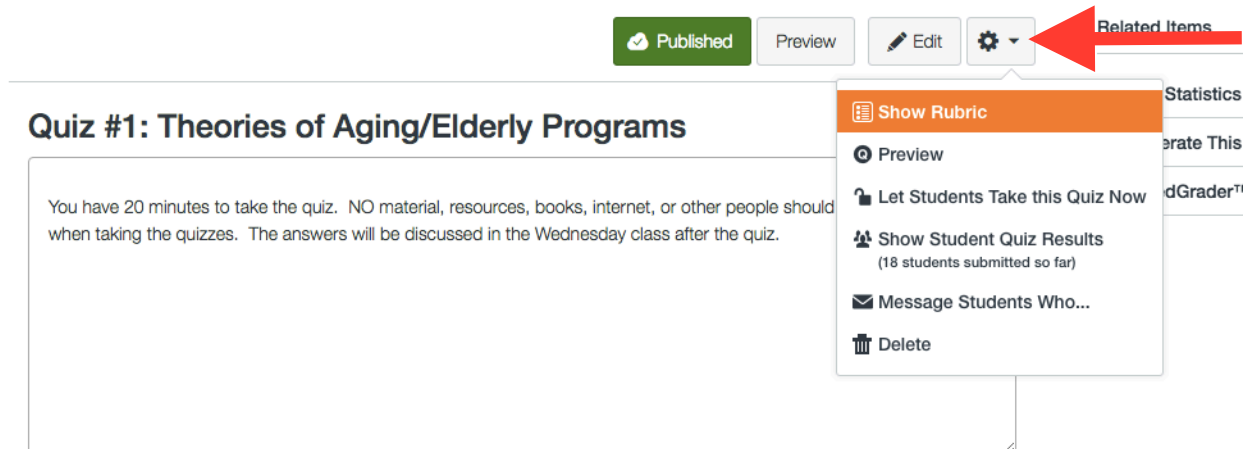 Published
Preview
Edit
Related Items
Show Rubric
Statistics
Quiz #1: Theories of Aging/Elderly Programs
Preview
This
Let Students Take this Quiz Now
You have 20 minutes to take the quiz. NO material, resources, books, internet, or other people should
when taking the quizzes. The answers will be discussed in the Wednesday class after the quiz.
Show Student Quiz Results
(18 students submitted so far)
Message Students Who...
Delete